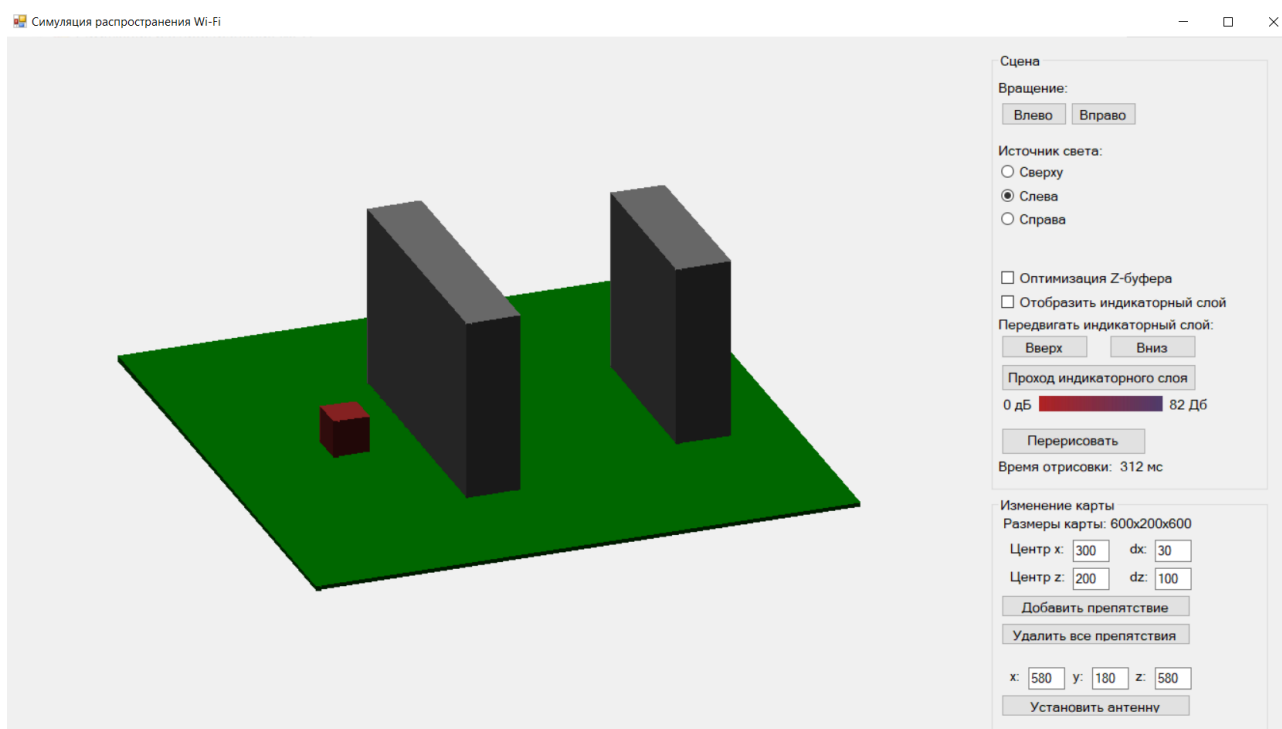 Симуляция распространения Wi-Fi
Сцена
Вращение:
Влево Вправо
Источник света:
Сверху
Слева
Справа
Оптимизация Z-буфера
Отобразить индикаторный слой
Передвигать индикаторный слой:
Вверх Вниз
Проход индикаторного слоя
0 дБ 82 Дб
Перерисовать
Время отрисовки: 312 мс
Изменение карты
Размеры карты: 600x200x600
Центр x: 300 dx: 30
Центр z: 200 dz: 100
Добавить препятствие
Удалить все препятствия
x: 580 y: 180 z: 580
Установить антенну